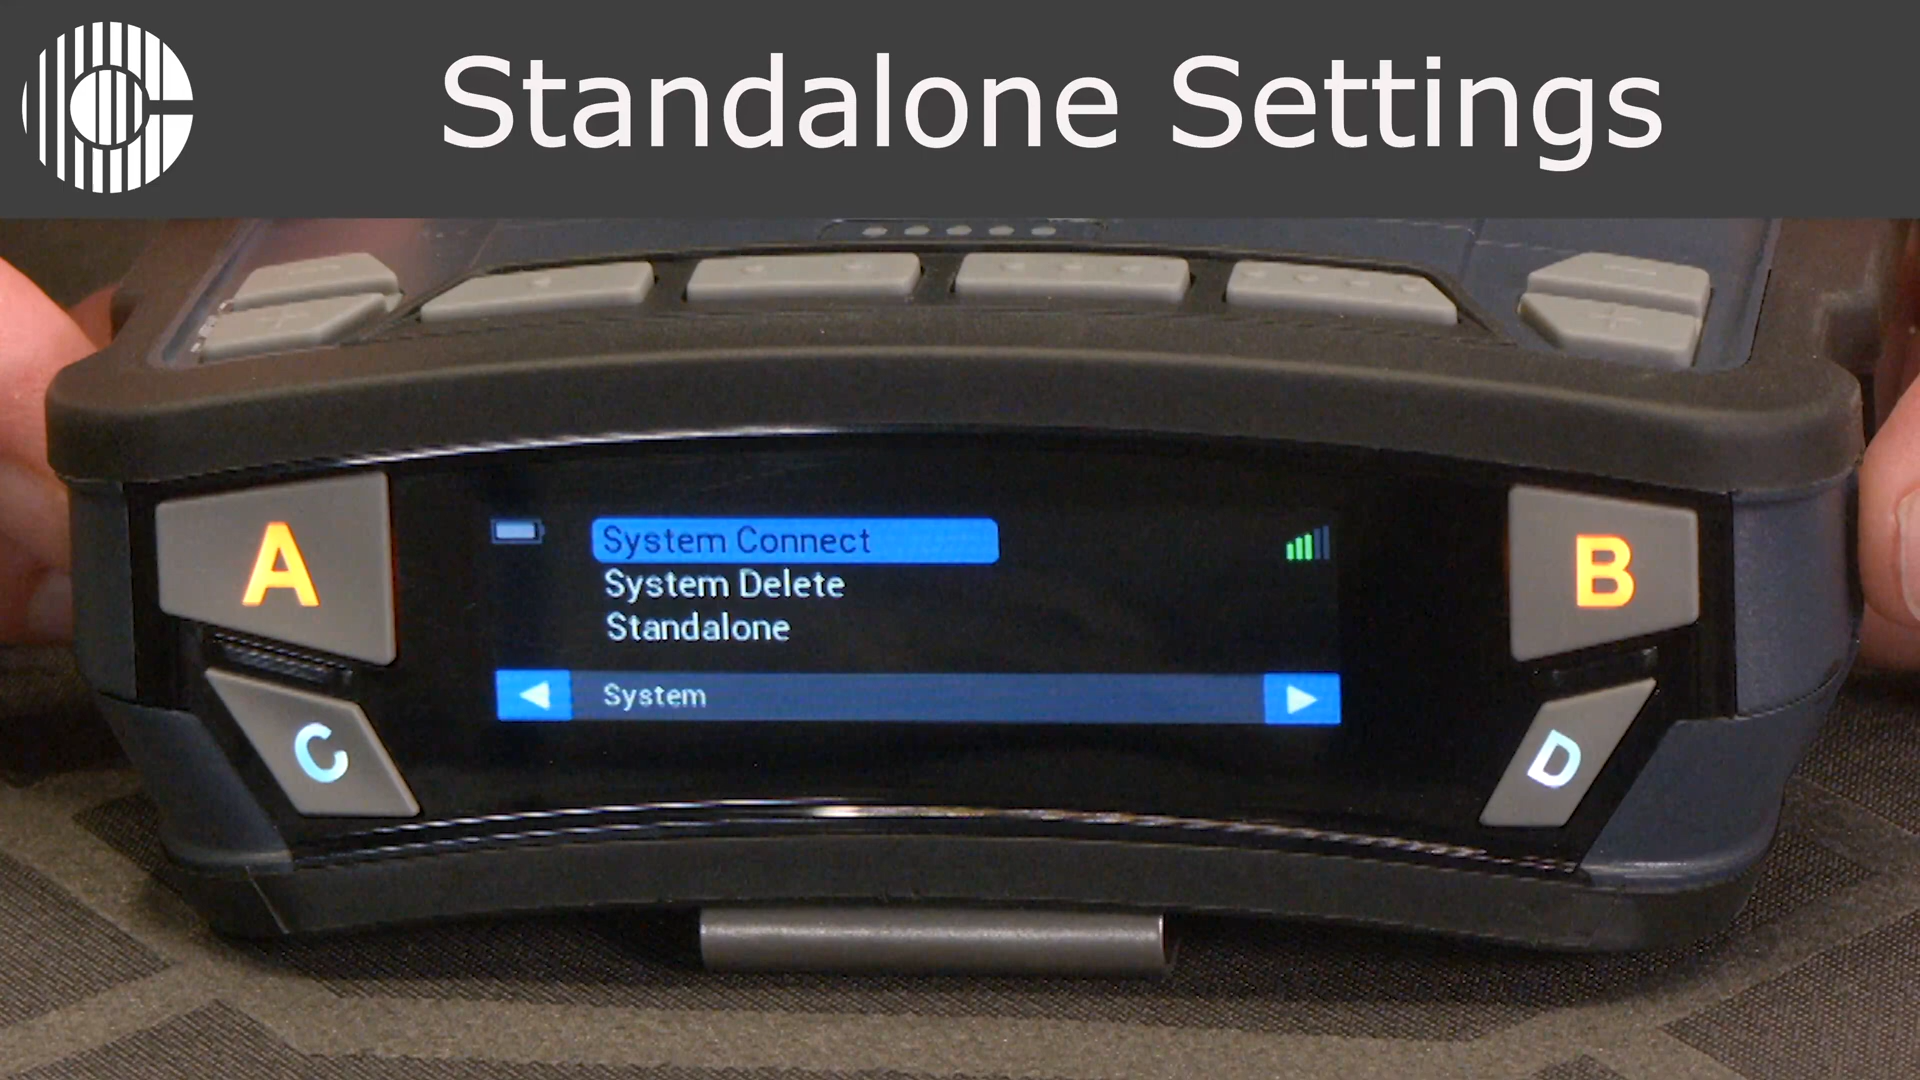 Standalone Settings
A
System Connect
B
System Delete
Standalone
System
C
D